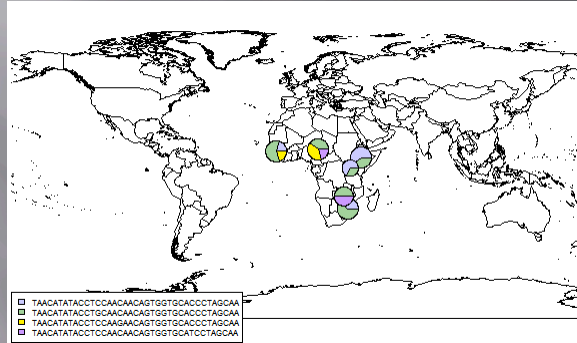 TAACATATACCTCCAACAACAGTGGTGCACCCTAGCAA
TAACATATACCTGCAACAACAGTGGTGCACCCTAGCAA
TAACATATACCTCCAAGAACAGTGGTGCACCCTAGCAA
TAACATATACCTCCAACAACAGTGGTGCATCCTAGCAA